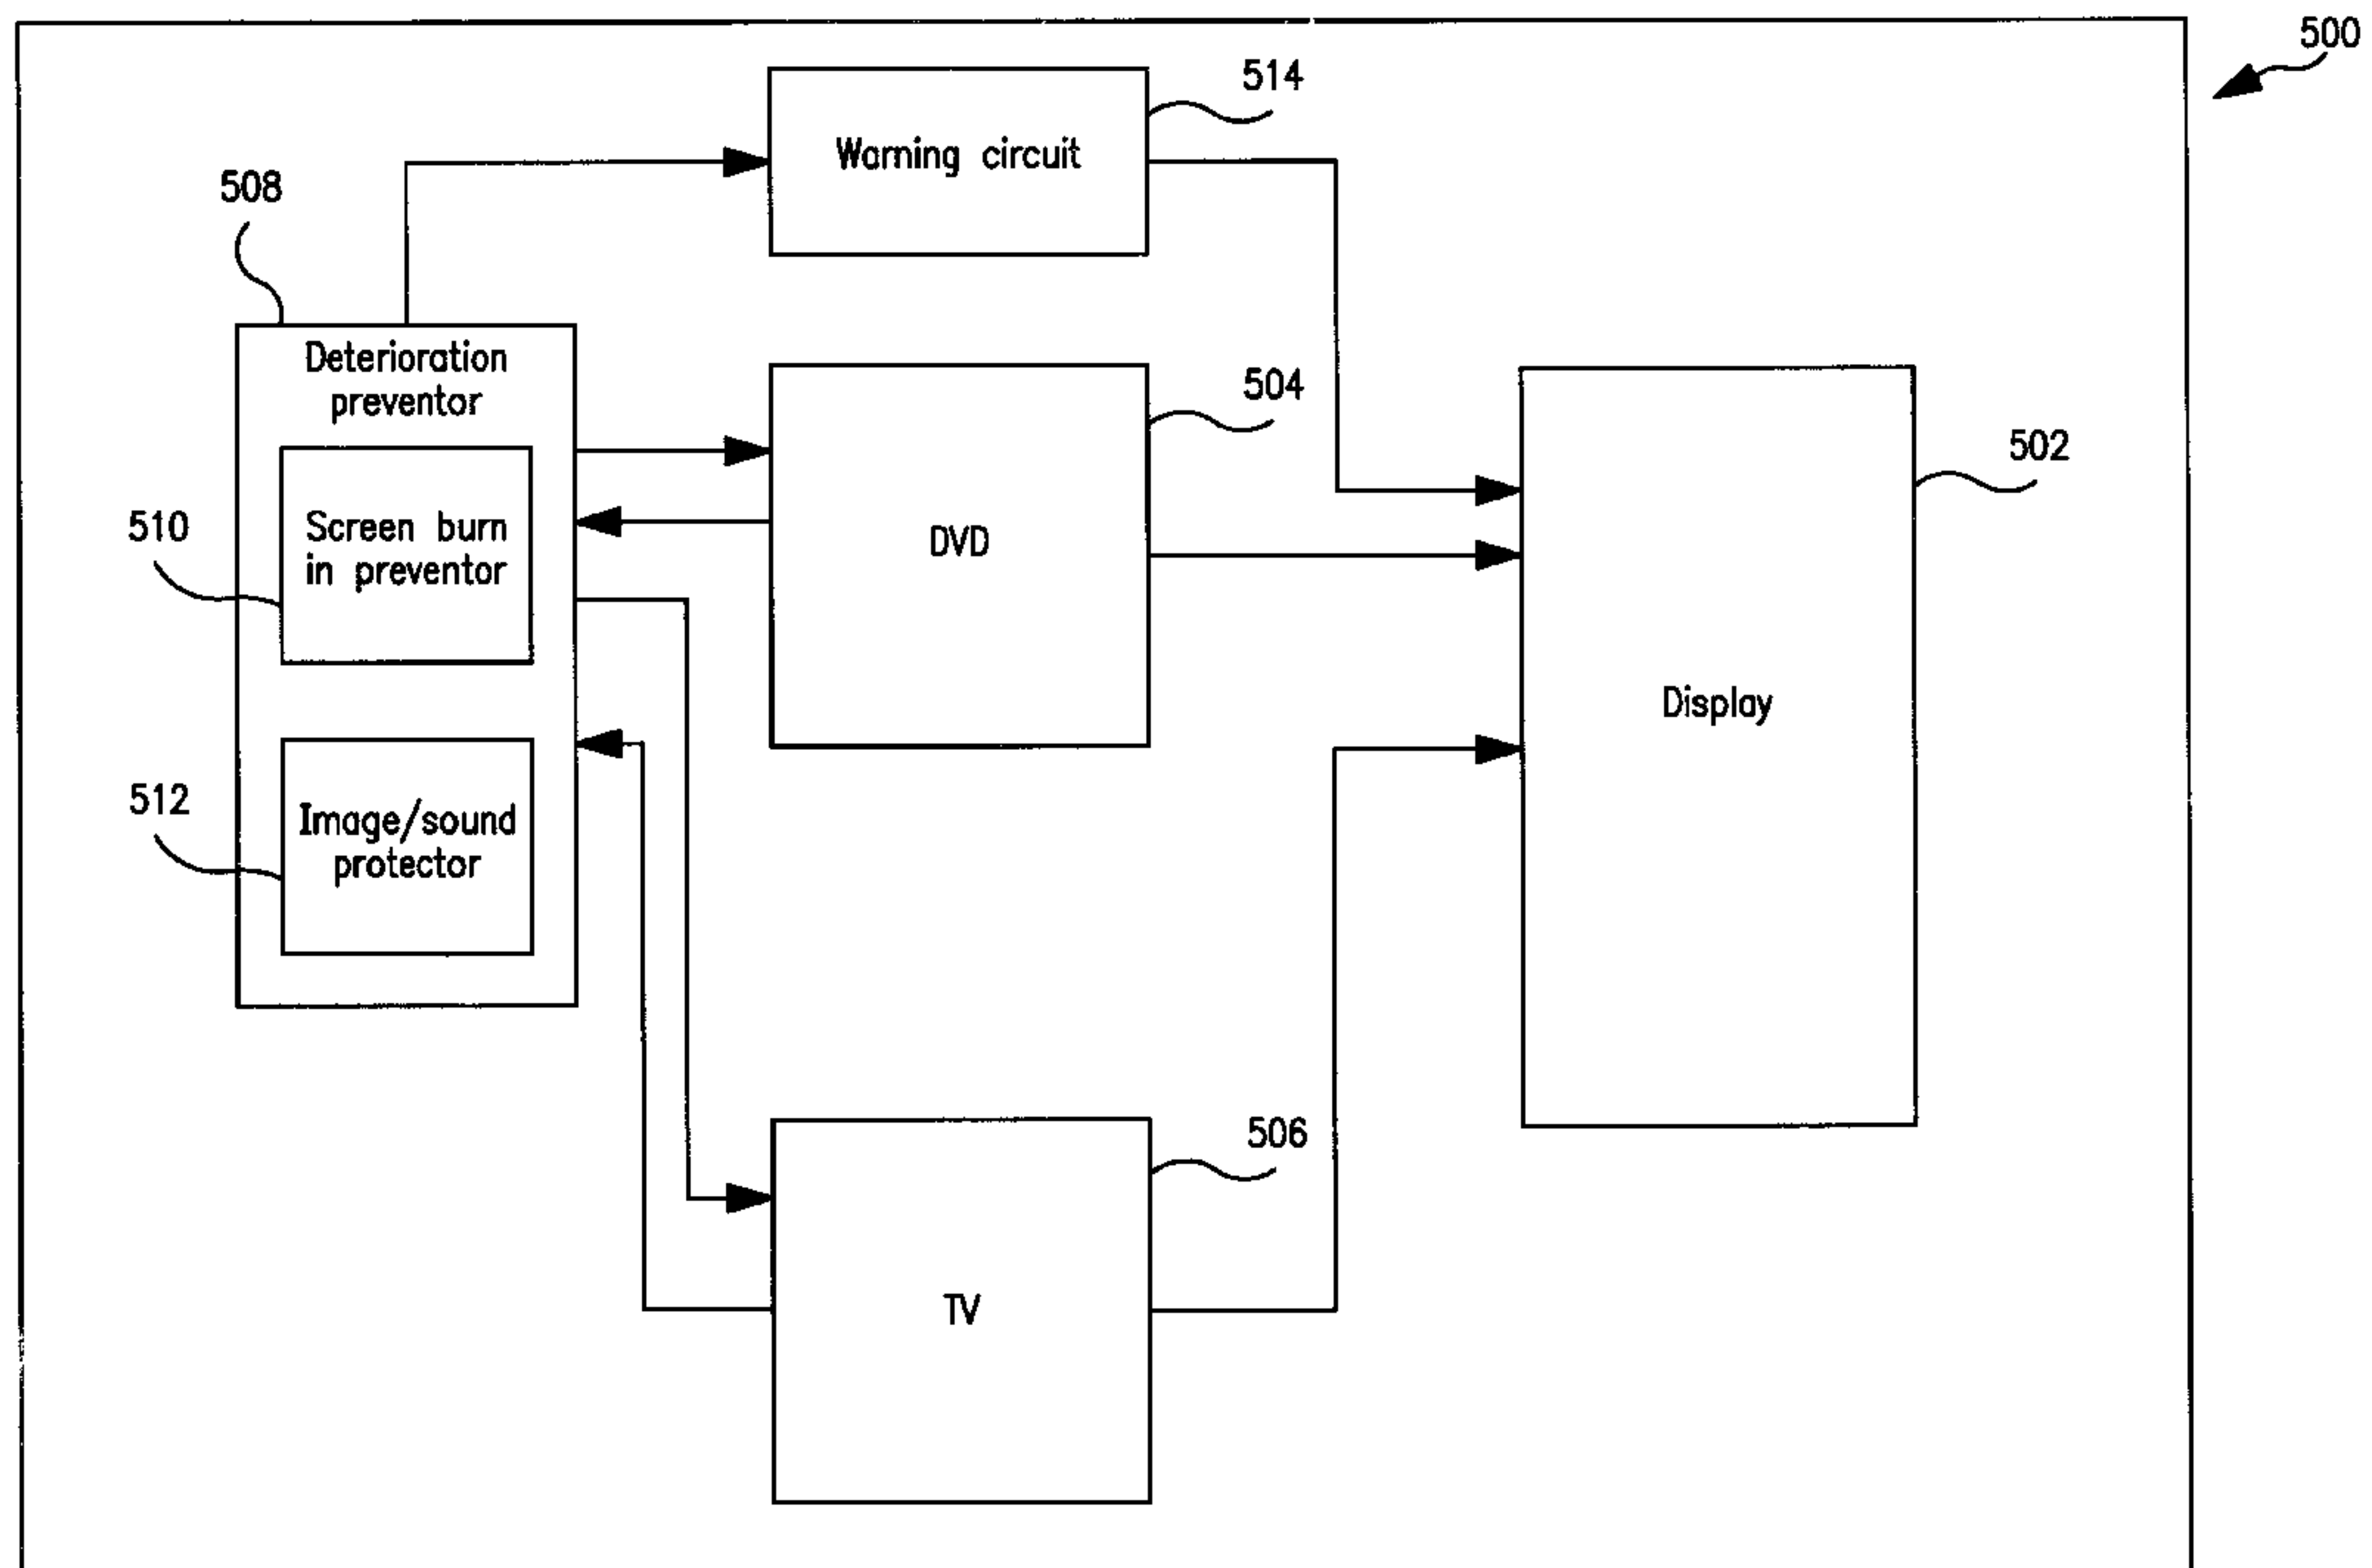 500
514
Warning circuit
508
Deterioration
preventor
504
502
510
Screen burn
in preventor
DVD
Display
512
Image/sound
protector
506
TV